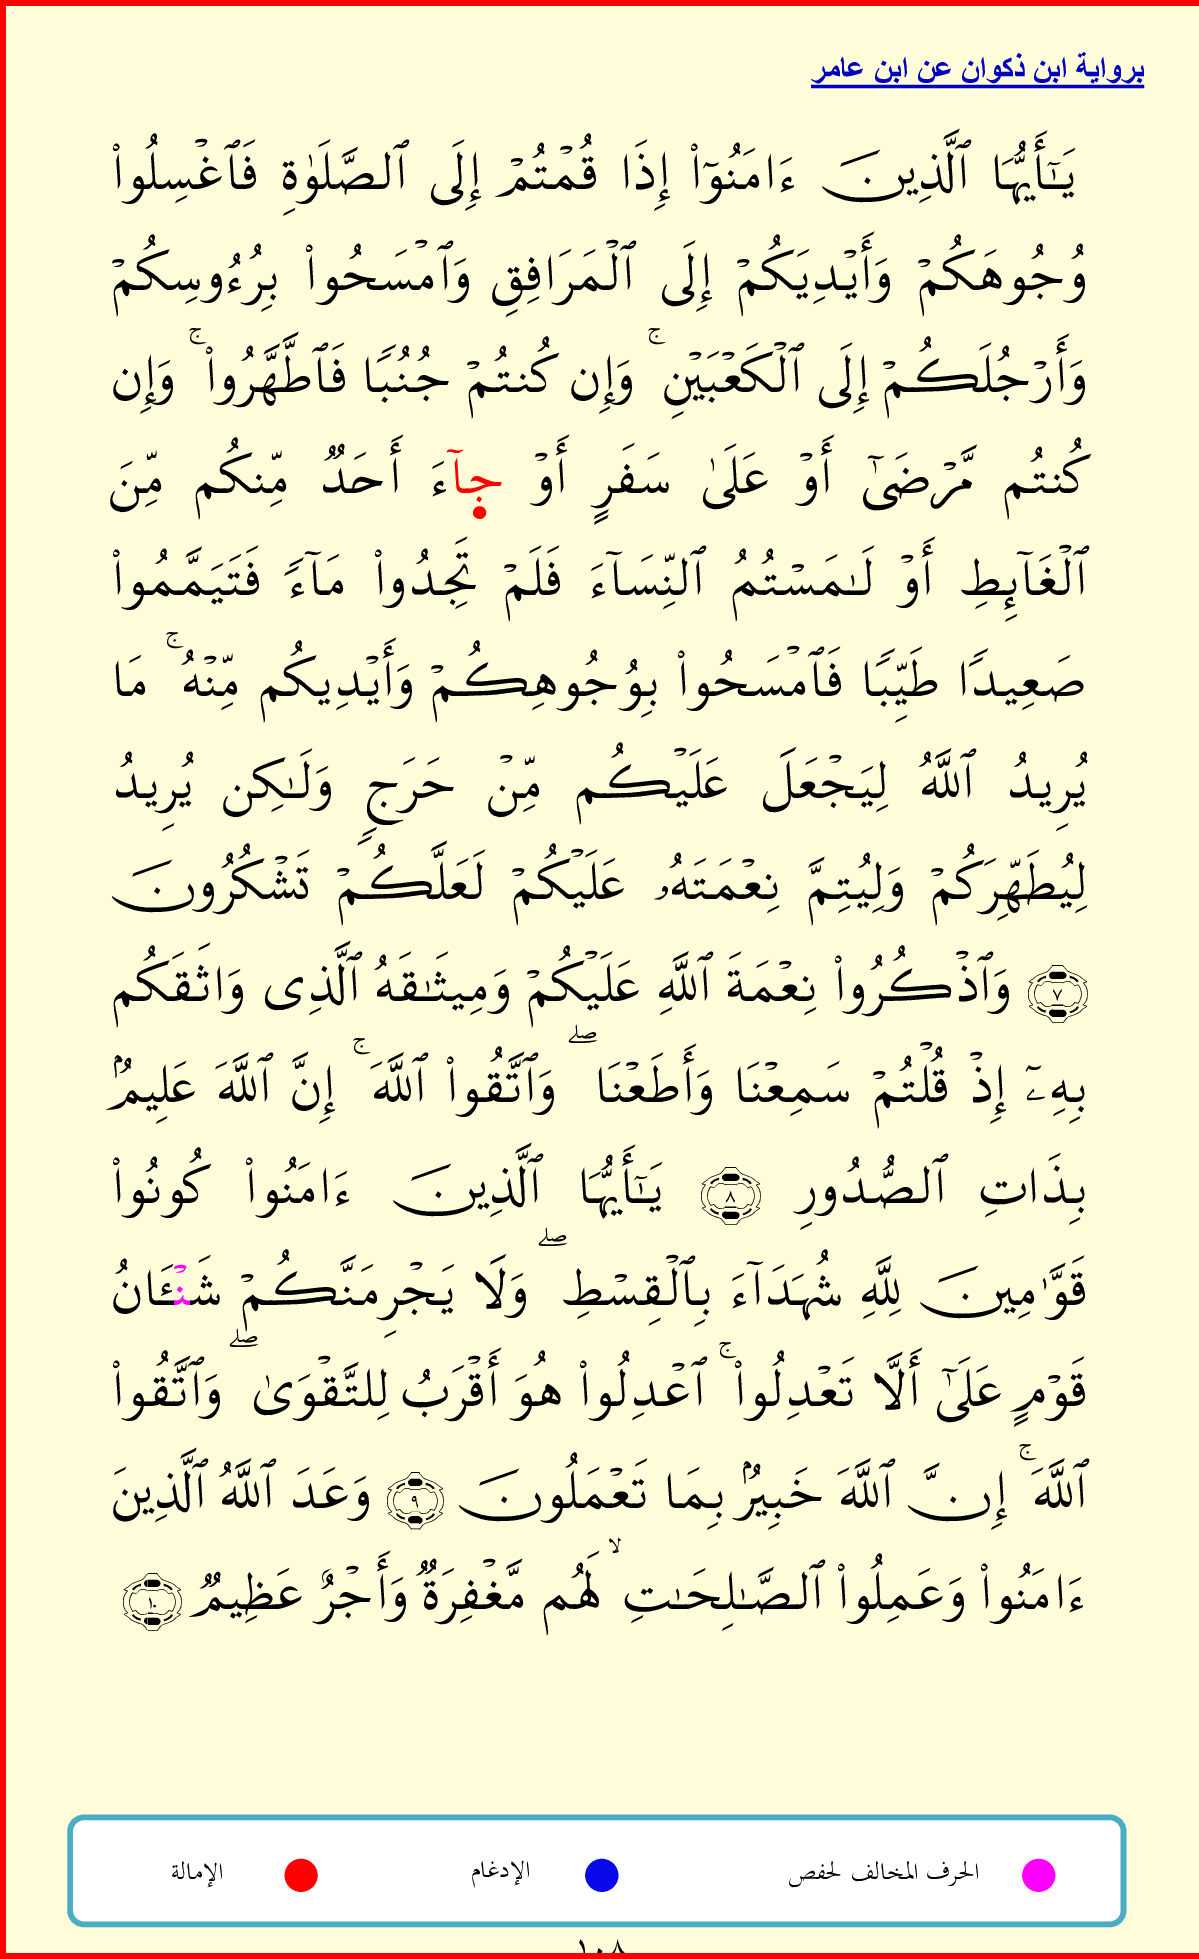 برواية ابن ذكوان عن ابن عامر
يَٰٓأَيُّهَا ٱلَّذِينَ ءَامَنُوٓا۟ إِذَا قُمۡتُمۡ إِلَى ٱلصَّلَوٰةِ فَٱغۡسِلُوا۟
وُجُوهَكُمۡ وَأَيۡدِيَكُمۡ إِلَى ٱلۡمَرَافِقِ وَٱمۡسَحُوا۟ بِرُءُوسِكُمۡ
وَأَرۡجُلَكُمۡ إِلَى ٱلۡكَعۡبَيۡنِۚ وَإِن كُنتُمۡ جُنُبًا فَٱطَّهَّرُوا۟ۚ وَإِن
كُنتُم مَّرۡضَىٰٓ أَوۡ عَلَىٰ سَفَرٍ أَوۡ جآءَ أَحَدٌ مِّنكُم مِّنَ
ٱلۡغَآئِطِ أَوۡ لَٰمَسۡتُمُ ٱلنِّسَآءَ فَلَمۡ تَجِدُوا۟ مَآءً فَتَيَمَّمُوا۟
صَعِيدًا طَيِّبًا فَٱمۡسَحُوا۟ بِوُجُوهِكُمۡ وَأَيۡدِيكُم مِّنۡهُۚ مَا
يُرِيدُ ٱللَّهُ لِيَجۡعَلَ عَلَيۡكُم مِّنۡ حَرَجٍ وَلَٰكِن يُرِيدُ
لِيُطَهِّرَكُمۡ وَلِيُتِمَّ نِعۡمَتَهُۥ عَلَيۡكُمۡ لَعَلَّكُمۡ تَشۡكُرُونَ
٧ وَٱذۡكُرُوا۟ نِعۡمَةَ ٱللَّهِ عَلَيۡكُمۡ وَمِيثَٰقَهُ ٱلَّذِى وَاثَقَكُم
بِهِۦٓ إِذۡ قُلۡتُمۡ سَمِعۡنَا وَأَطَعۡنَاۖ وَٱتَّقُوا۟ ٱللَّهَۚ إِنَّ ٱللَّهَ عَلِيمُۢ
بِذَاتِ ٱلصُّدُورِ ٨ يَٰٓأَيُّهَا ٱلَّذِينَ ءَامَنُوا۟ كُونُوا۟
قَوَّٰمِينَ لِلَّهِ شُهَدَآءَ بِٱلۡقِسۡطِۖ وَلَا يَجۡرِمَنَّكُمۡ شَنۡـَٔانُ
قَوۡمٍ عَلَىٰٓ أَلَّا تَعۡدِلُوا۟ۚ ٱعۡدِلُوا۟ هُوَ أَقۡرَبُ لِلتَّقۡوَىٰۖ وَٱتَّقُوا۟
ٱللَّهَۚ إِنَّ ٱللَّهَ خَبِيرُۢ بِمَا تَعۡمَلُونَ ٩ وَعَدَ ٱللَّهُ ٱلَّذِينَ
ءَامَنُوا۟ وَعَمِلُوا۟ ٱلصَّٰلِحَٰتِۙ لَهُم مَّغۡفِرَةٌ وَأَجۡرٌ عَظِيمٌ ١٠
الحرف المخالف لحفص الإدغام الإمالة
١٠٨